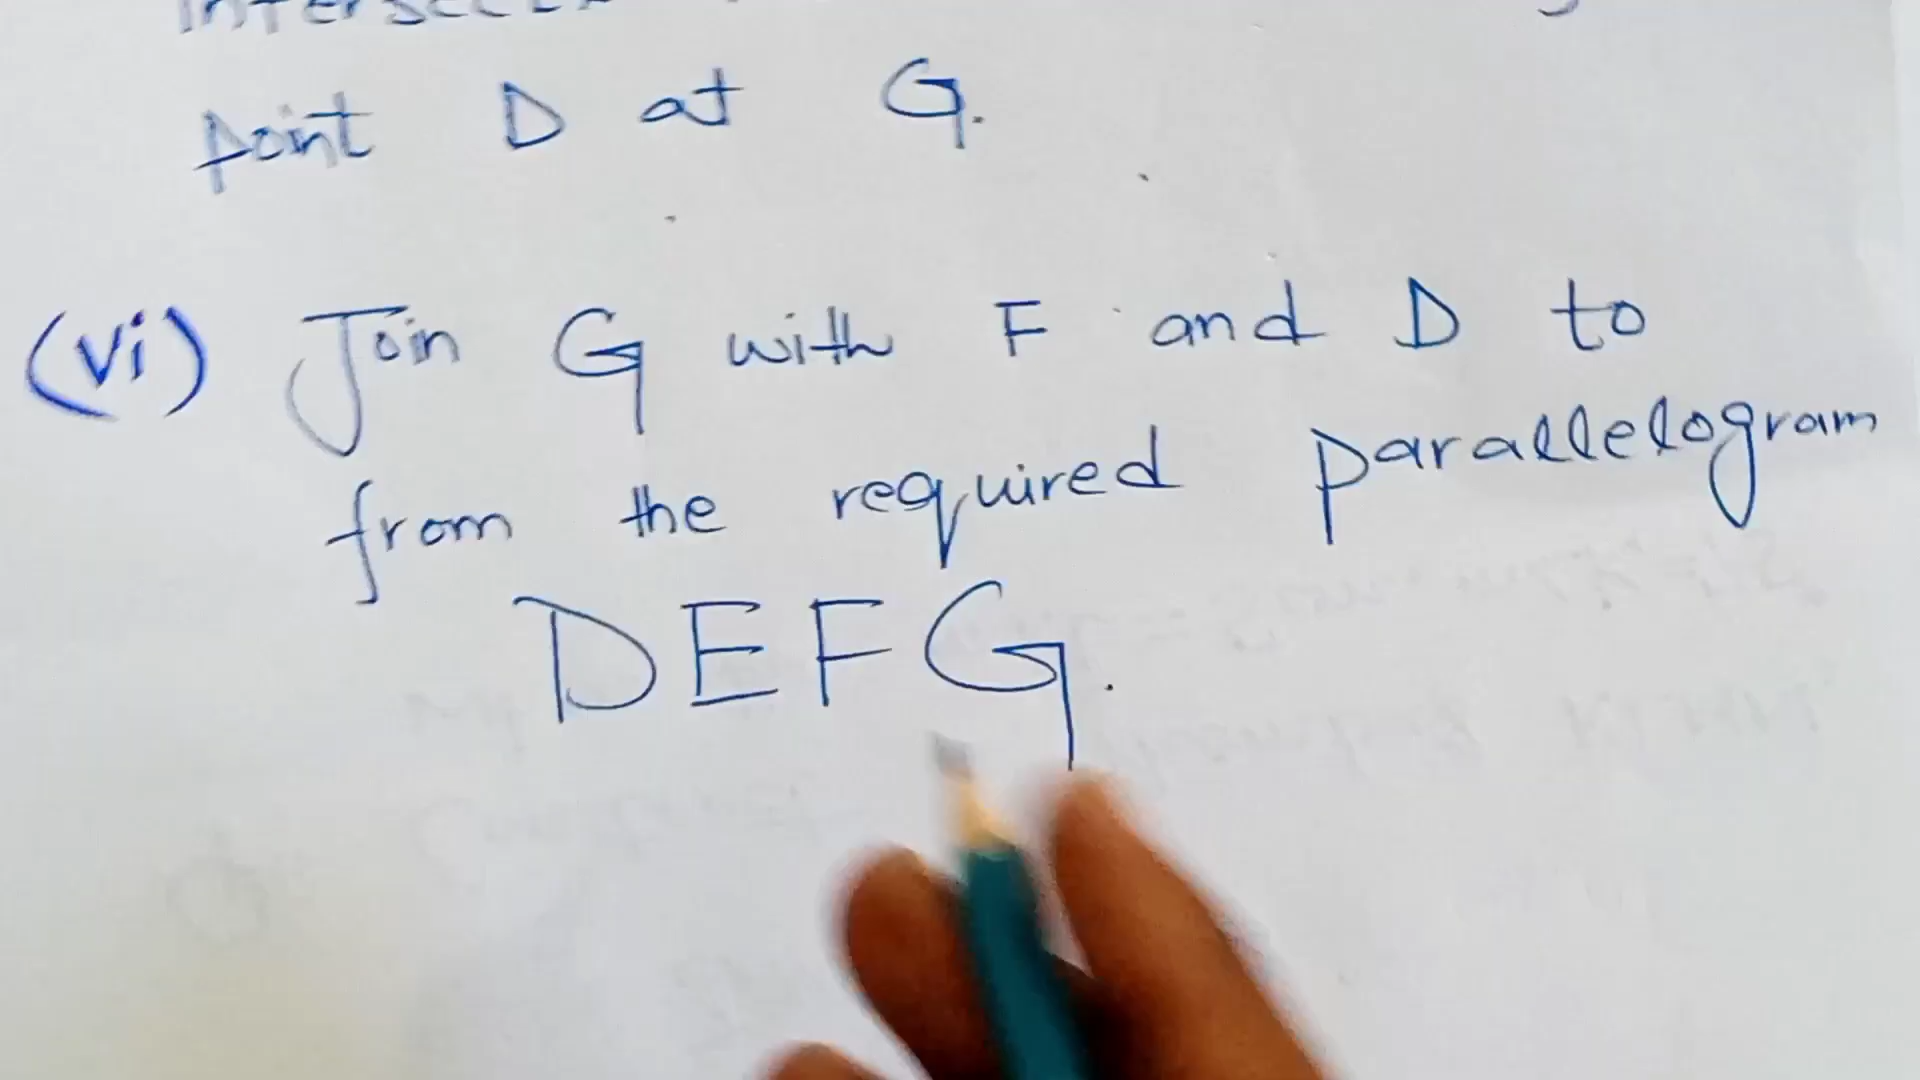 point D at G.
(vi) Join G with F and D to
from the required parallelogram
DEFG.